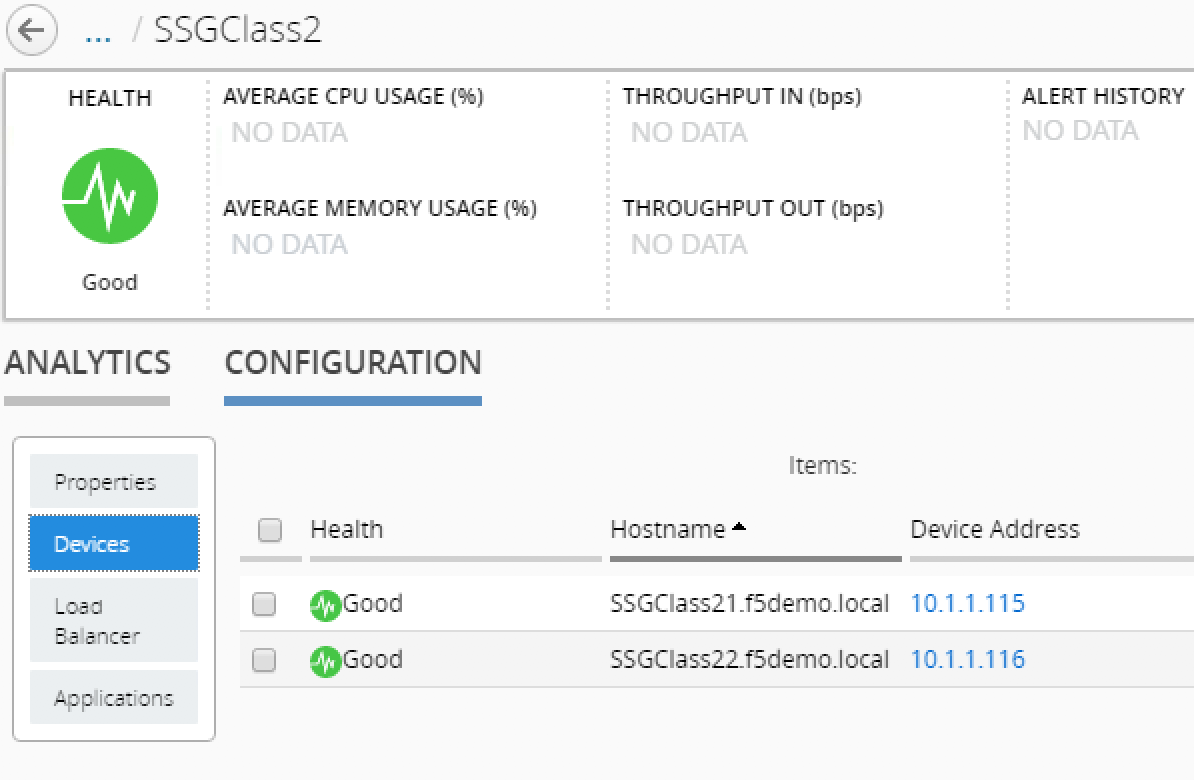 ... / SSGClass2
HEALTH
Good
AVERAGE CPU USAGE (%)
NO DATA
AVERAGE MEMORY USAGE (%)
NO DATA
THROUGHPUT IN (bps)
NO DATA
THROUGHPUT OUT (bps)
NO DATA
ALERT HISTORY
NO DATA
ANALYTICS CONFIGURATION
Properties
Devices
Load
Balancer
Applications
Items:
Health Hostname Device Address
Good SSGClass21.f5demo.local 10.1.1.115
Good SSGClass22.f5demo.local 10.1.1.116